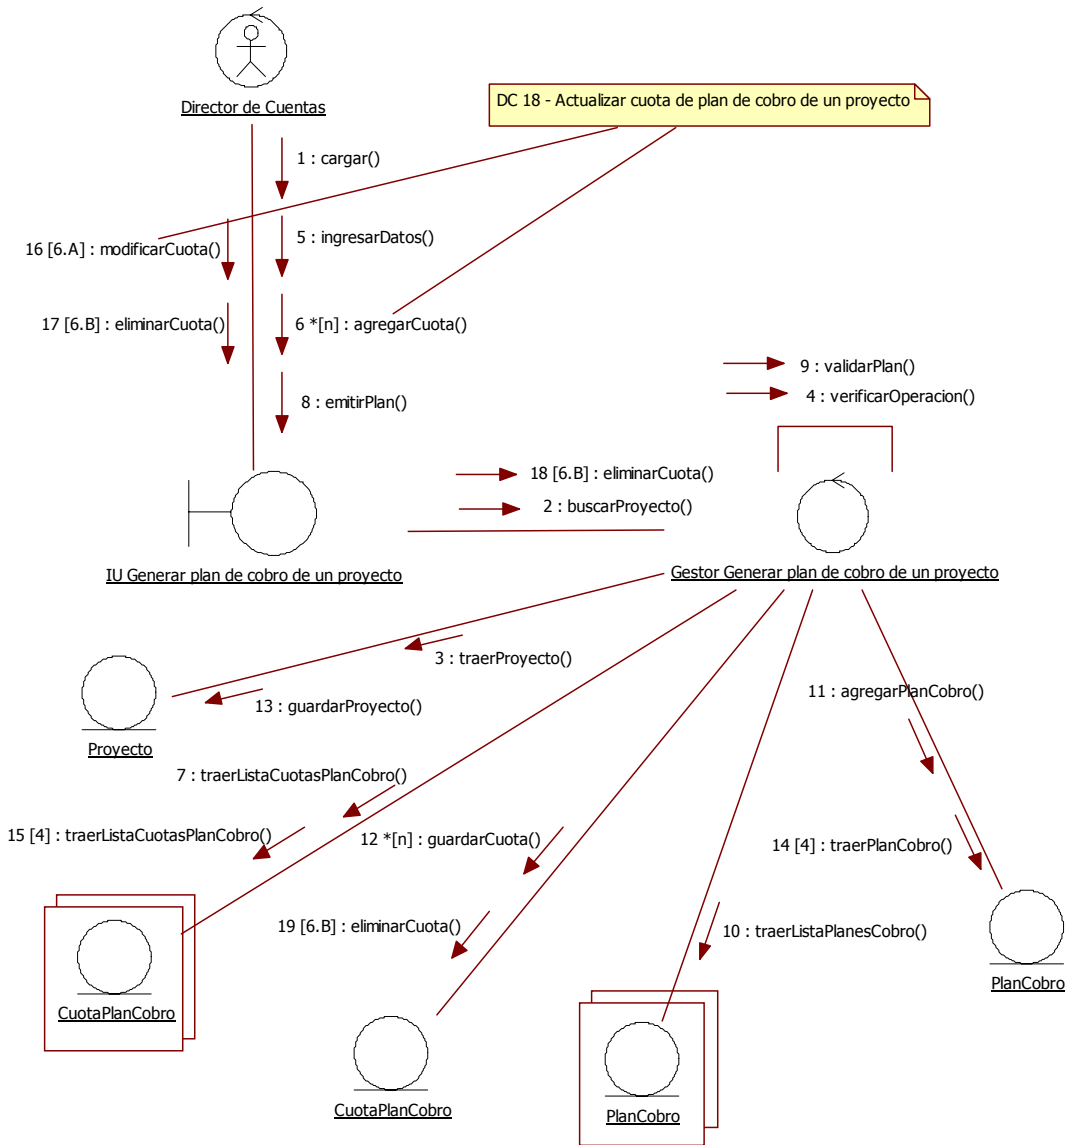 Director de Cuentas
DC 18 - Actualizar cuota de plan de cobro de un proyecto
1 : cargar()
5 : ingresarDatos()
16 [6.A] : modificarCuota()
17 [6.B] : eliminarCuota()
6 *[n] : agregarCuota()
8 : emitirPlan()
9 : validarPlan()
4 : verificarOperacion()
18 [6.B] : eliminarCuota()
2 : buscarProyecto()
IU Generar plan de cobro de un proyecto
Gestor Generar plan de cobro de un proyecto
3 : traerProyecto()
13 : guardarProyecto()
11 : agregarPlanCobro()
Proyecto
7 : traerListaCuotasPlanCobro()
15 [4] : traerListaCuotasPlanCobro()
12 *[n] : guardarCuota()
14 [4] : traerPlanCobro()
19 [6.B] : eliminarCuota()
10 : traerListaPlanesCobro()
PlanCobro
CuotaPlanCobro
CuotaPlanCobro
PlanCobro